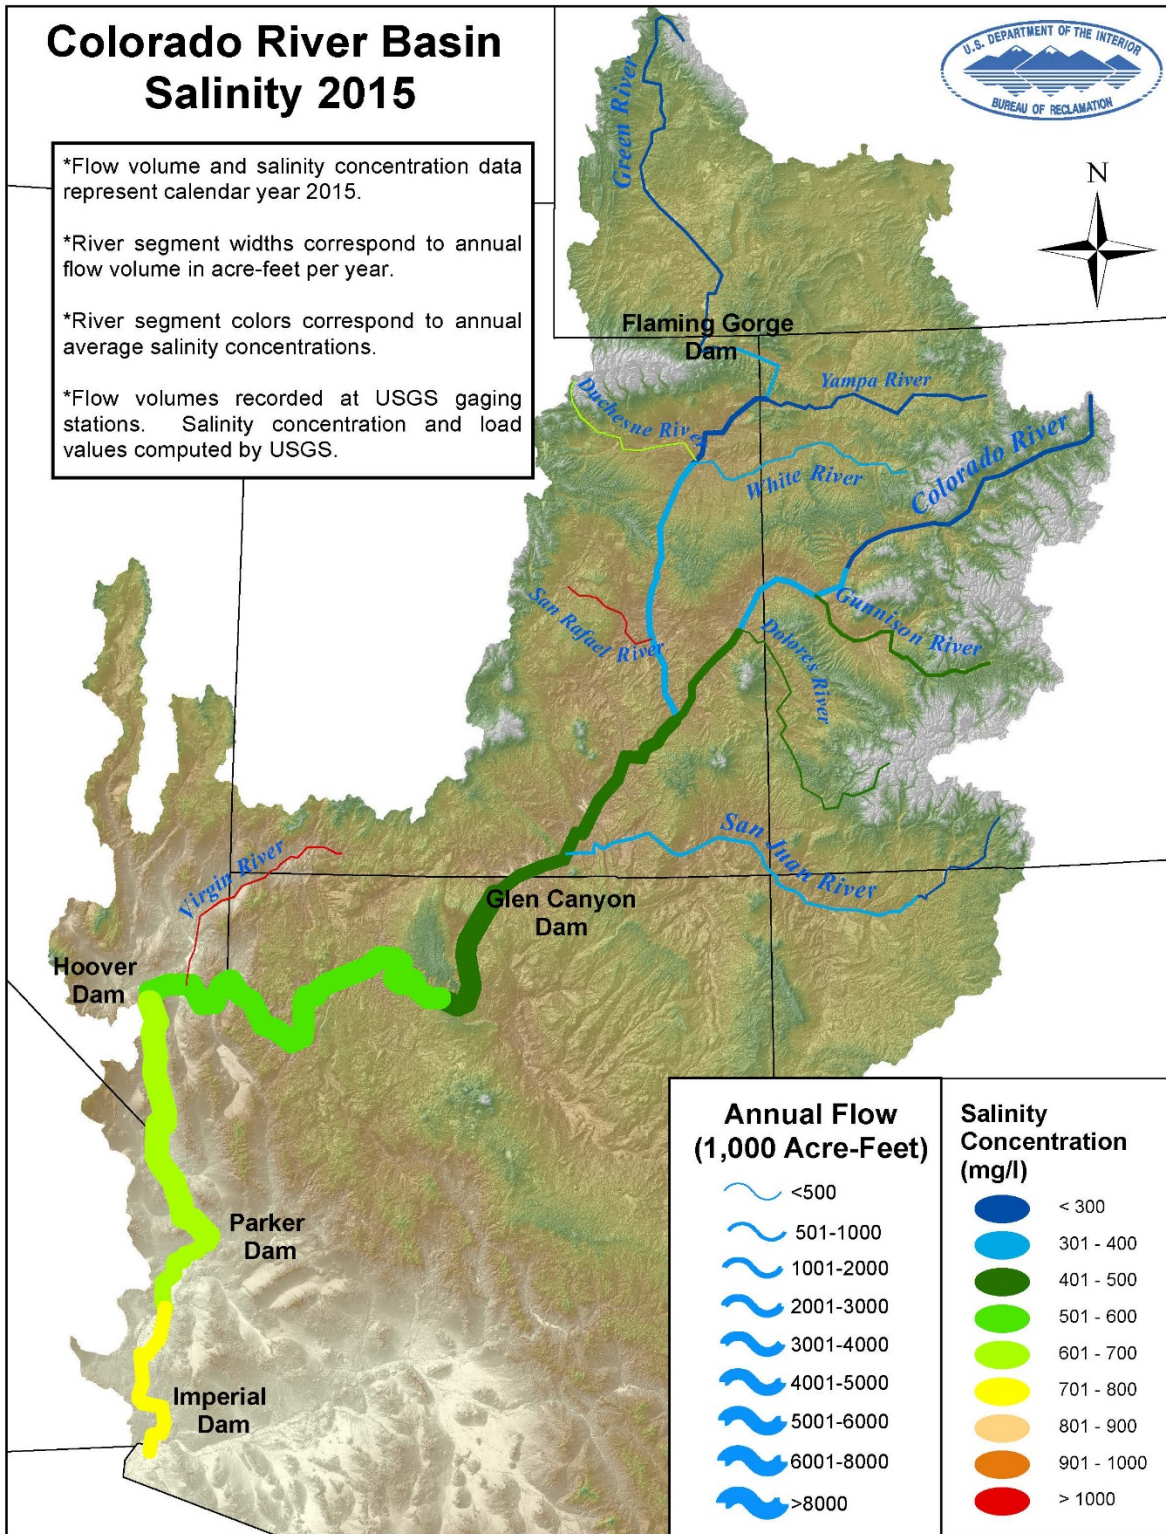 Colorado River Basin
Salinity 2015
*Flow volume and salinity concentration data
represent calendar year 2015.
*River segment widths correspond to annual
flow volume in acre-feet per year.
*River segment colors correspond to annual
average salinity concentrations.
*Flow volumes recorded at USGS gaging
stations. Salinity concentration and load
values computed by USGS.
U.S. DEPARTMENT OF THE INTERIOR
BUREAU OF RECLAMATION
N
Green River
Flaming Gorge
Dam
Yampa River
Duchesne River
White River
Colorado River
San Rafael River
Gunnison River
Dolores River
San Juan River
Virgin River
Glen Canyon
Dam
Hoover
Dam
Parker
Dam
Imperial
Dam
Annual Flow
(1,000 Acre-Feet)
<500
501-1000
1001-2000
2001-3000
3001-4000
4001-5000
5001-6000
6001-8000
>8000
Salinity
Concentration
(mg/l)
< 300
301 - 400
401 - 500
501 - 600
601 - 700
701 - 800
801 - 900
901 - 1000
> 1000